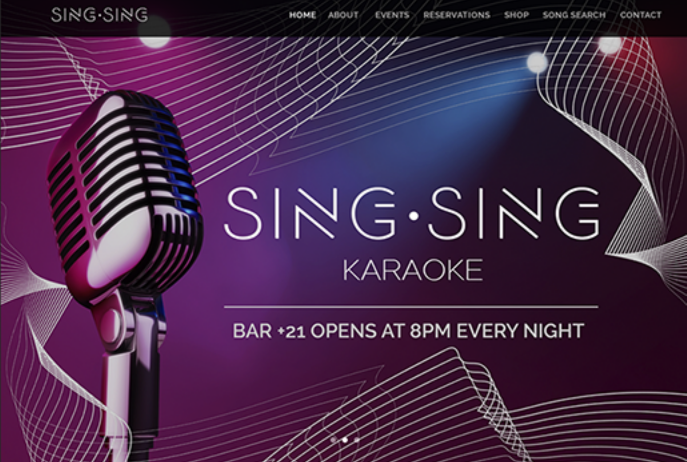 SING·SING
HOME ABOUT EVENTS RESERVATIONS SHOP SONG SEARCH CONTACT
SING·SING
KARAOKE
BAR +21 OPENS AT 8PM EVERY NIGHT